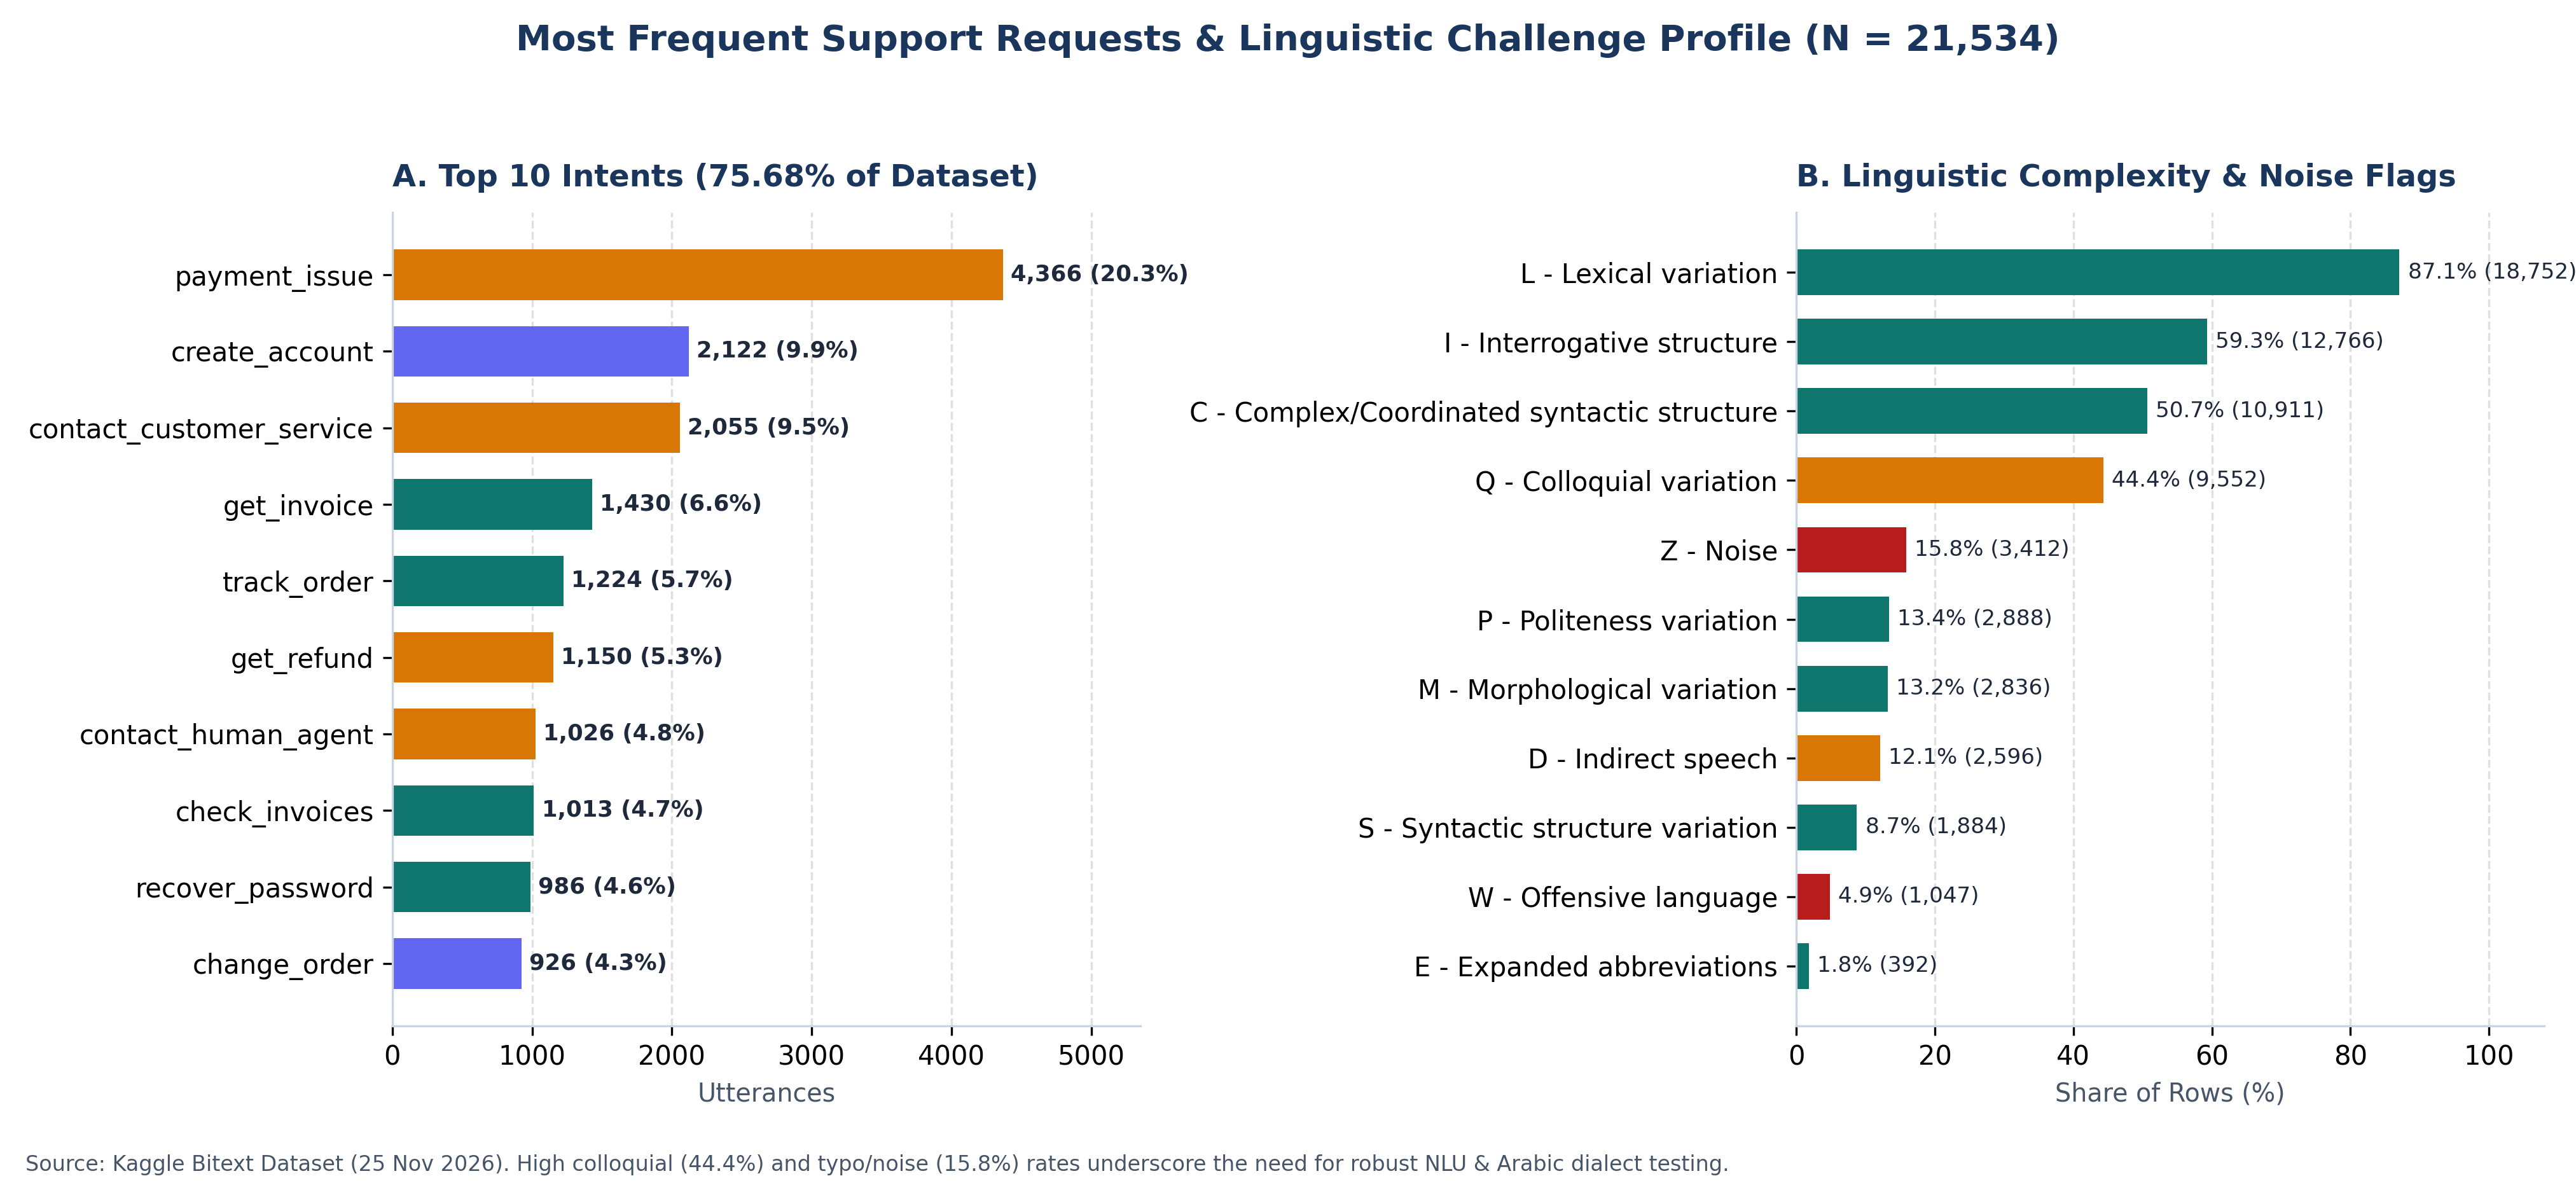 Most Frequent Support Requests & Linguistic Challenge Profile (N = 21,534)
A. Top 10 Intents (75.68% of Dataset)
payment_issue 4,366 (20.3%)
create_account 2,122 (9.9%)
contact_customer_service 2,055 (9.5%)
get_invoice 1,430 (6.6%)
track_order 1,224 (5.7%)
get_refund 1,150 (5.3%)
contact_human_agent 1,026 (4.8%)
check_invoices 1,013 (4.7%)
recover_password 986 (4.6%)
change_order 926 (4.3%)
0 1000 2000 3000 4000 5000
Utterances
B. Linguistic Complexity & Noise Flags
L - Lexical variation 87.1% (18,752)
I - Interrogative structure 59.3% (12,766)
C - Complex/Coordinated syntactic structure 50.7% (10,911)
Q - Colloquial variation 44.4% (9,552)
Z - Noise 15.8% (3,412)
P - Politeness variation 13.4% (2,888)
M - Morphological variation 13.2% (2,836)
D - Indirect speech 12.1% (2,596)
S - Syntactic structure variation 8.7% (1,884)
W - Offensive language 4.9% (1,047)
E - Expanded abbreviations 1.8% (392)
0 20 40 60 80 100
Share of Rows (%)
Source: Kaggle Bitext Dataset (25 Nov 2026). High colloquial (44.4%) and typo/noise (15.8%) rates underscore the need for robust NLU & Arabic dialect testing.